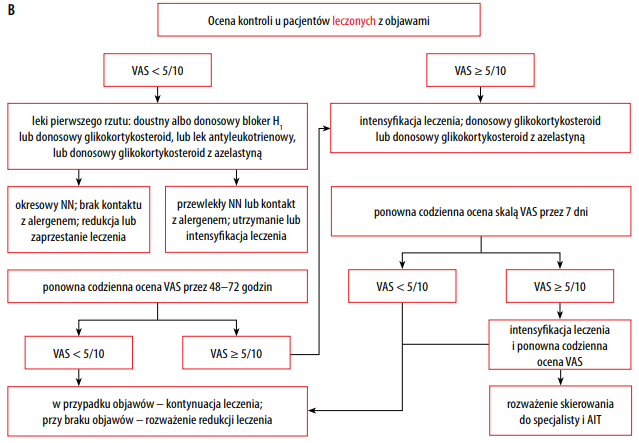 B
Ocena kontroli u pacjentów leczonych z objawami
VAS < 5/10
VAS ≥ 5/10
leki pierwszego rzutu: doustny albo donosowy bloker H₁
lub donosowy glikokortykosteroid, lub lek antyleukotrienowy,
lub donosowy glikokortykosteroid z azelastyną
intensyfikacja leczenia; donosowy glikokortykosteroid
lub donosowy glikokortykosteroid z azelastyną
okresowy NN; brak kontaktu
z alergenem; redukcja lub
zaprzestanie leczenia
przewlekły NN lub kontakt
z alergenem; utrzymanie lub
intensyfikacja leczenia
ponowna codzienna ocena skalą VAS przez 7 dni
ponowna codzienna ocena VAS przez 48–72 godzin
VAS < 5/10
VAS ≥ 5/10
VAS < 5/10
VAS ≥ 5/10
intensyfikacja leczenia
i ponowna codzienna
ocena VAS
w przypadku objawów – kontynuacja leczenia;
przy braku objawów – rozważenie redukcji leczenia
rozważenie skierowania
do specjalisty i AIT